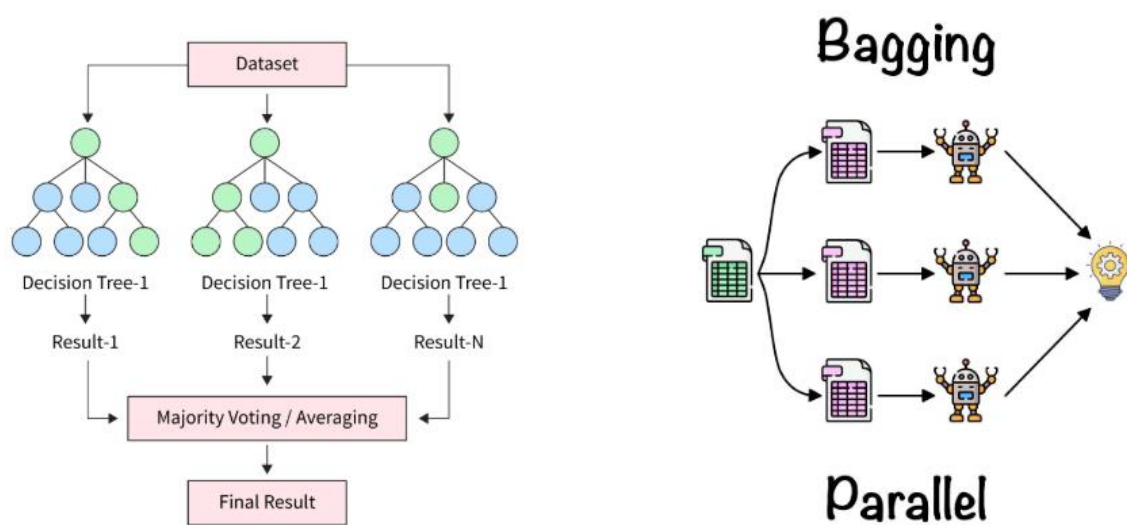 Dataset
Decision Tree-1
Decision Tree-1
Decision Tree-1
Result-1
Result-2
Result-N
Majority Voting / Averaging
Final Result
Bagging
Parallel